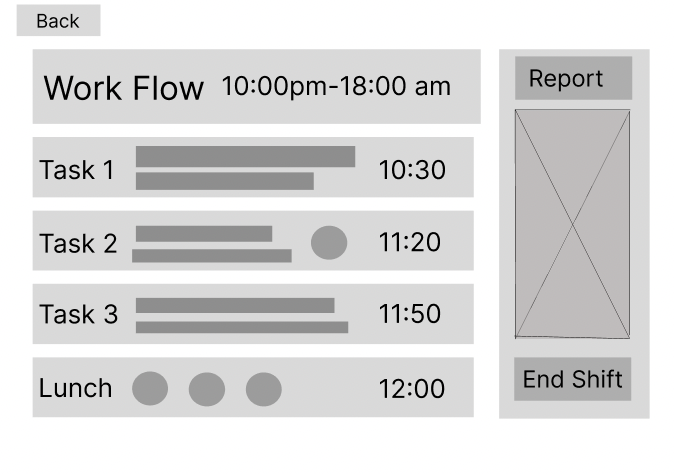 Back
Work Flow 10:00pm-18:00 am
Task 1 10:30
Task 2 11:20
Task 3 11:50
Lunch 12:00
Report
End Shift